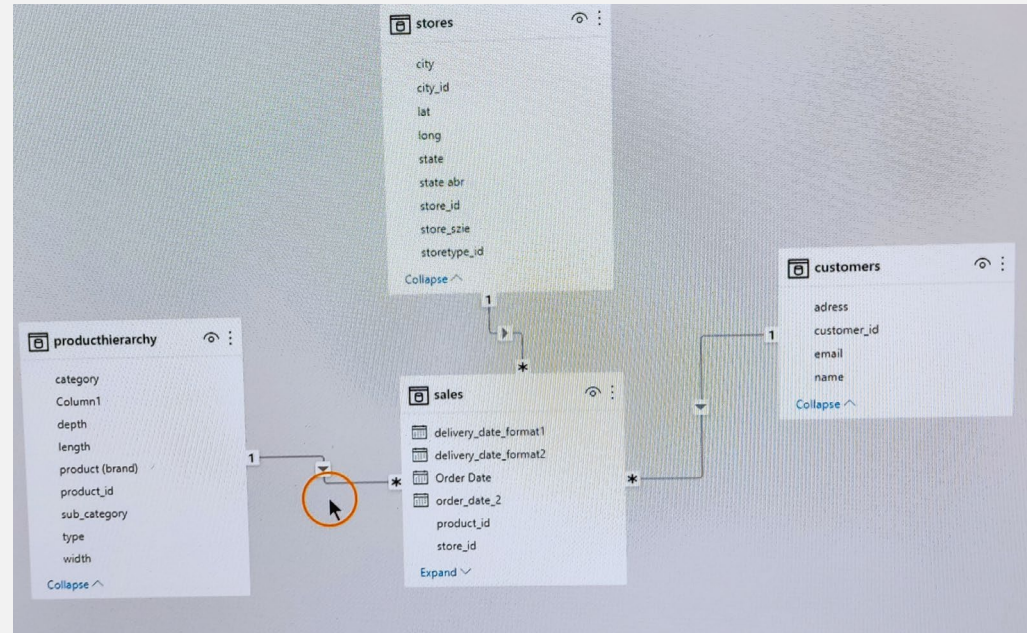 stores
city
city_id
lat
long
state
state abr
store_id
store_szie
storetype_id
Collapse
1
*
producthierarchy
category
Column1
depth
length
product (brand)
product_id
sub_category
type
width
Collapse
1
*
sales
delivery_date_format1
delivery_date_format2
Order Date
order_date_2
product_id
store_id
Expand
*
1
customers
adress
customer_id
email
name
Collapse